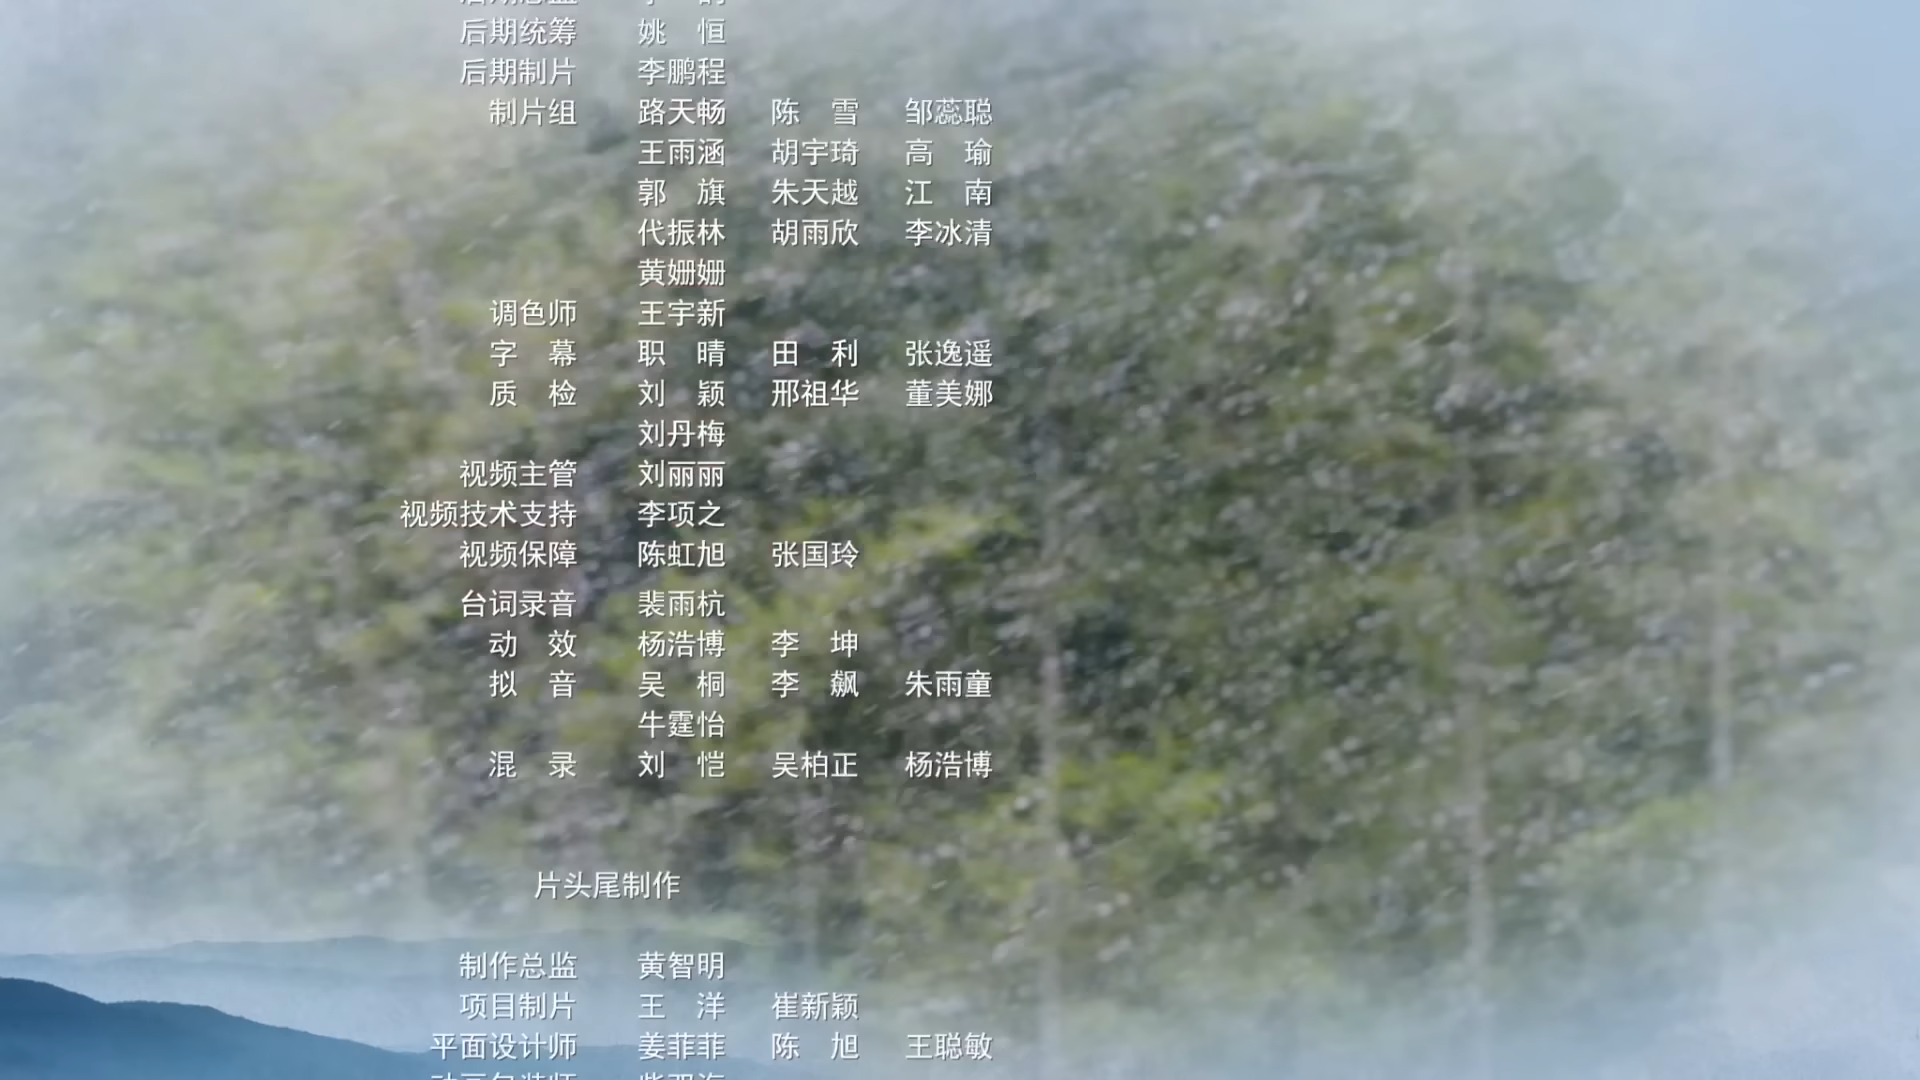 后期统筹 姚 恒
后期制片 李鹏程
制片组 路天畅 陈 雪 邹蕊聪
王雨涵 胡宇琦 高 瑜
郭 旗 朱天越 江 南
代振林 胡雨欣 李冰清
黄姗姗
调色师 王宇新
字 幕 职 晴 田 利 张逸遥
质 检 刘 颖 邢祖华 董美娜
刘丹梅
视频主管 刘丽丽
视频技术支持 李项之
视频保障 陈虹旭 张国玲
台词录音 裴雨杭
动 效 杨浩博 李 坤
拟 音 吴 桐 李 飙 朱雨童
牛霆怡
混 录 刘 恺 吴柏正 杨浩博
片头尾制作
制作总监 黄智明
项目制片 王 洋 崔新颖
平面设计师 姜菲菲 陈 旭 王聪敏